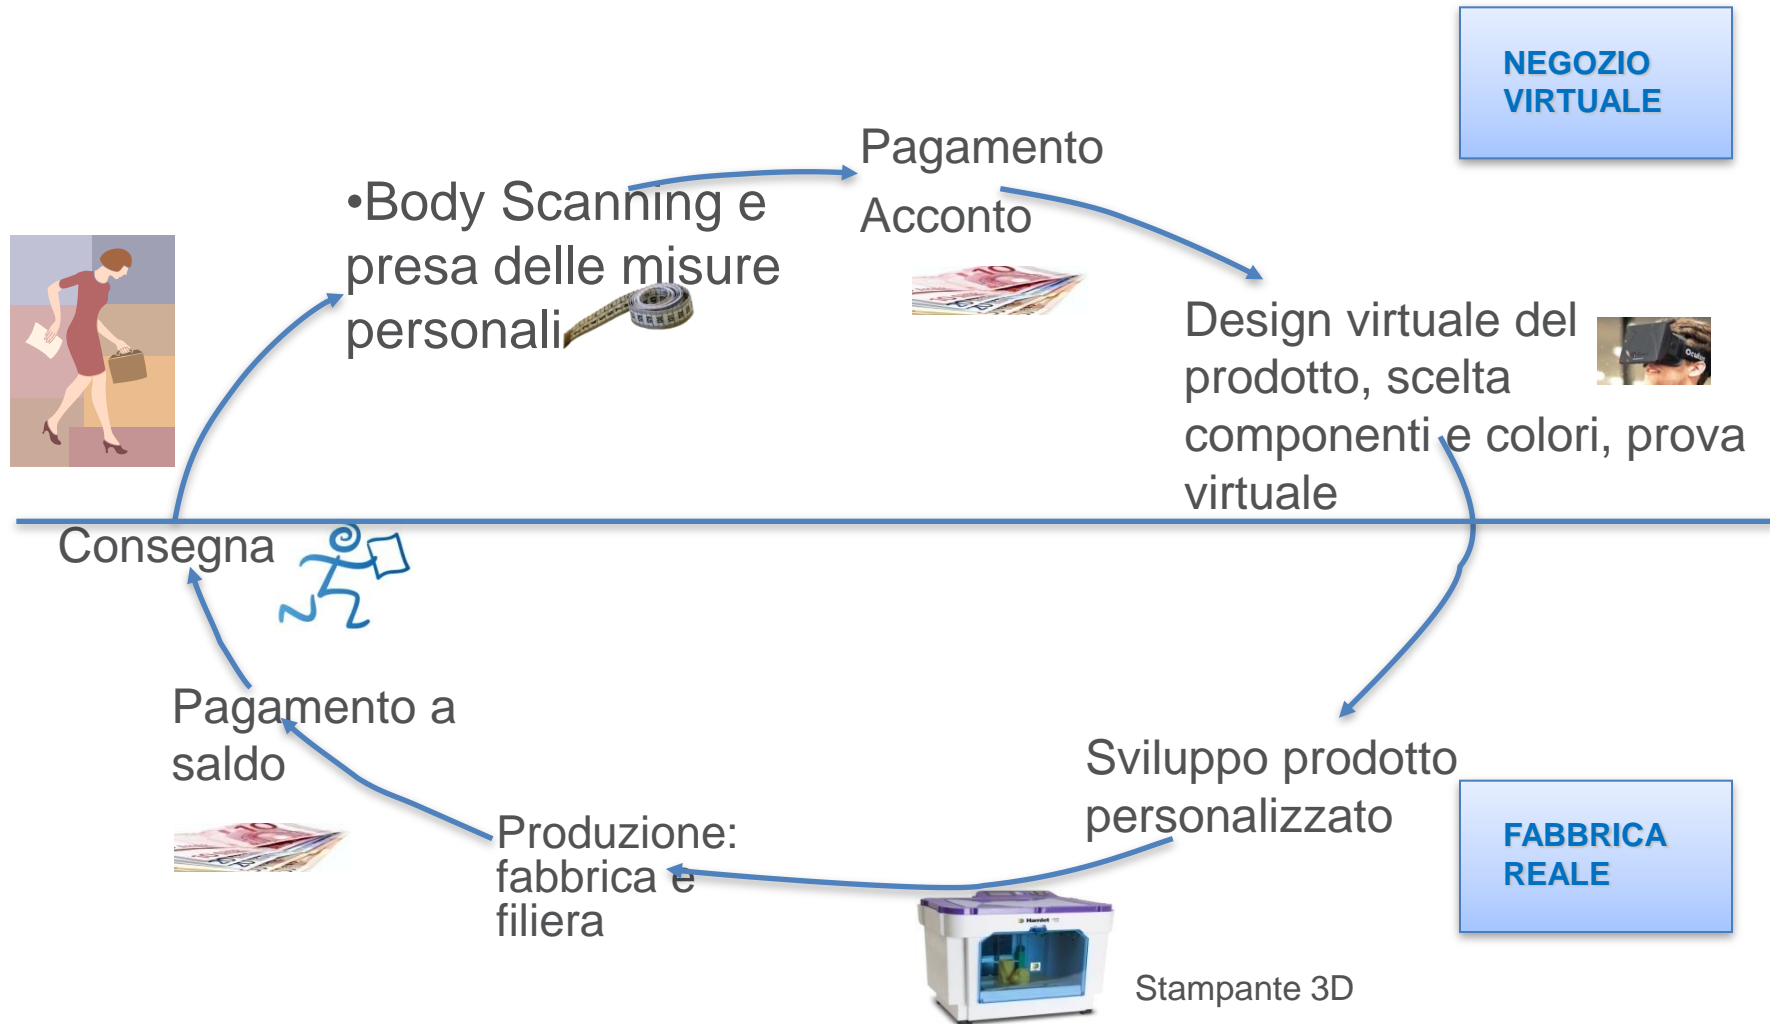 NEGOZIO
VIRTUALE
Pagamento
Acconto
•Body Scanning e
presa delle misure
personali
Design virtuale del
prodotto, scelta
componenti e colori, prova
virtuale
Consegna
Pagamento a
saldo
Produzione:
fabbrica e
filiera
Sviluppo prodotto
personalizzato
FABBRICA
REALE
Hamlet
Stampante 3D